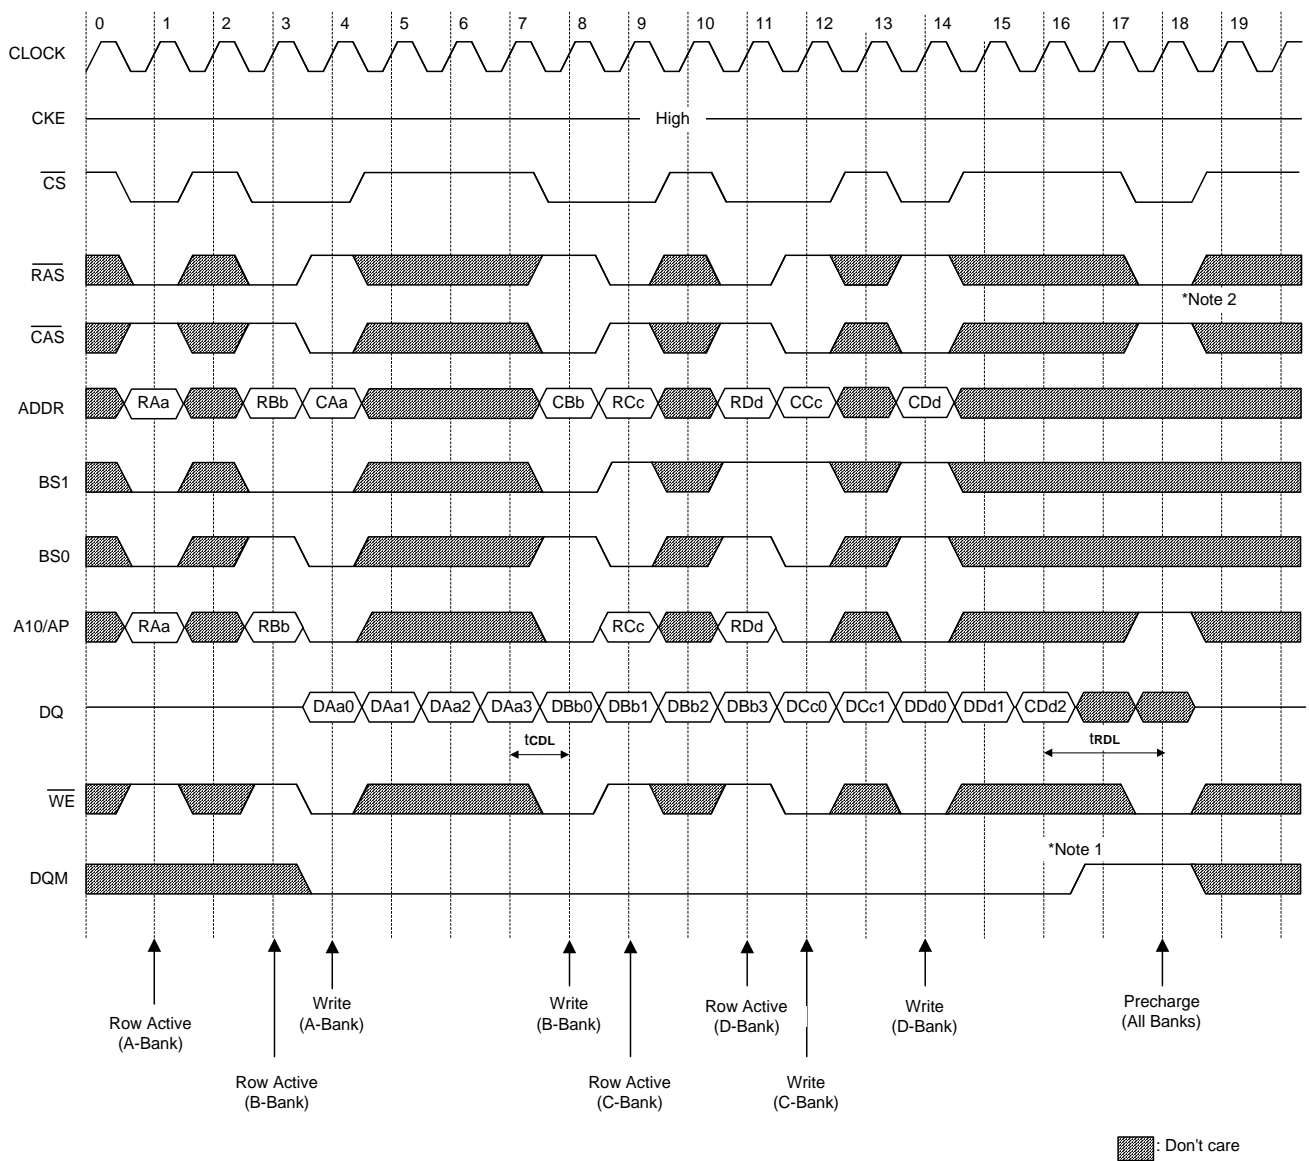 0 1 2 3 4 5 6 7 8 9 10 11 12 13 14 15 16 17 18 19
CLOCK
CKE High
CS
RAS
*Note 2
CAS
ADDR RAa RBb CAa CBb RCc RDd CCc CDd
BS1
BS0
A10/AP RAa RBb RCc RDd
DQ DAa0 DAa1 DAa2 DAa3 DBb0 DBb1 DBb2 DBb3 DCc0 DCc1 DDd0 DDd1 CDd2
tCDL tRDL
WE
*Note 1
DQM
Row Active
(A-Bank)
Row Active
(B-Bank)
Write
(A-Bank)
Write
(B-Bank)
Row Active
(C-Bank)
Row Active
(D-Bank)
Write
(C-Bank)
Write
(D-Bank)
Precharge
(All Banks)
: Don't care